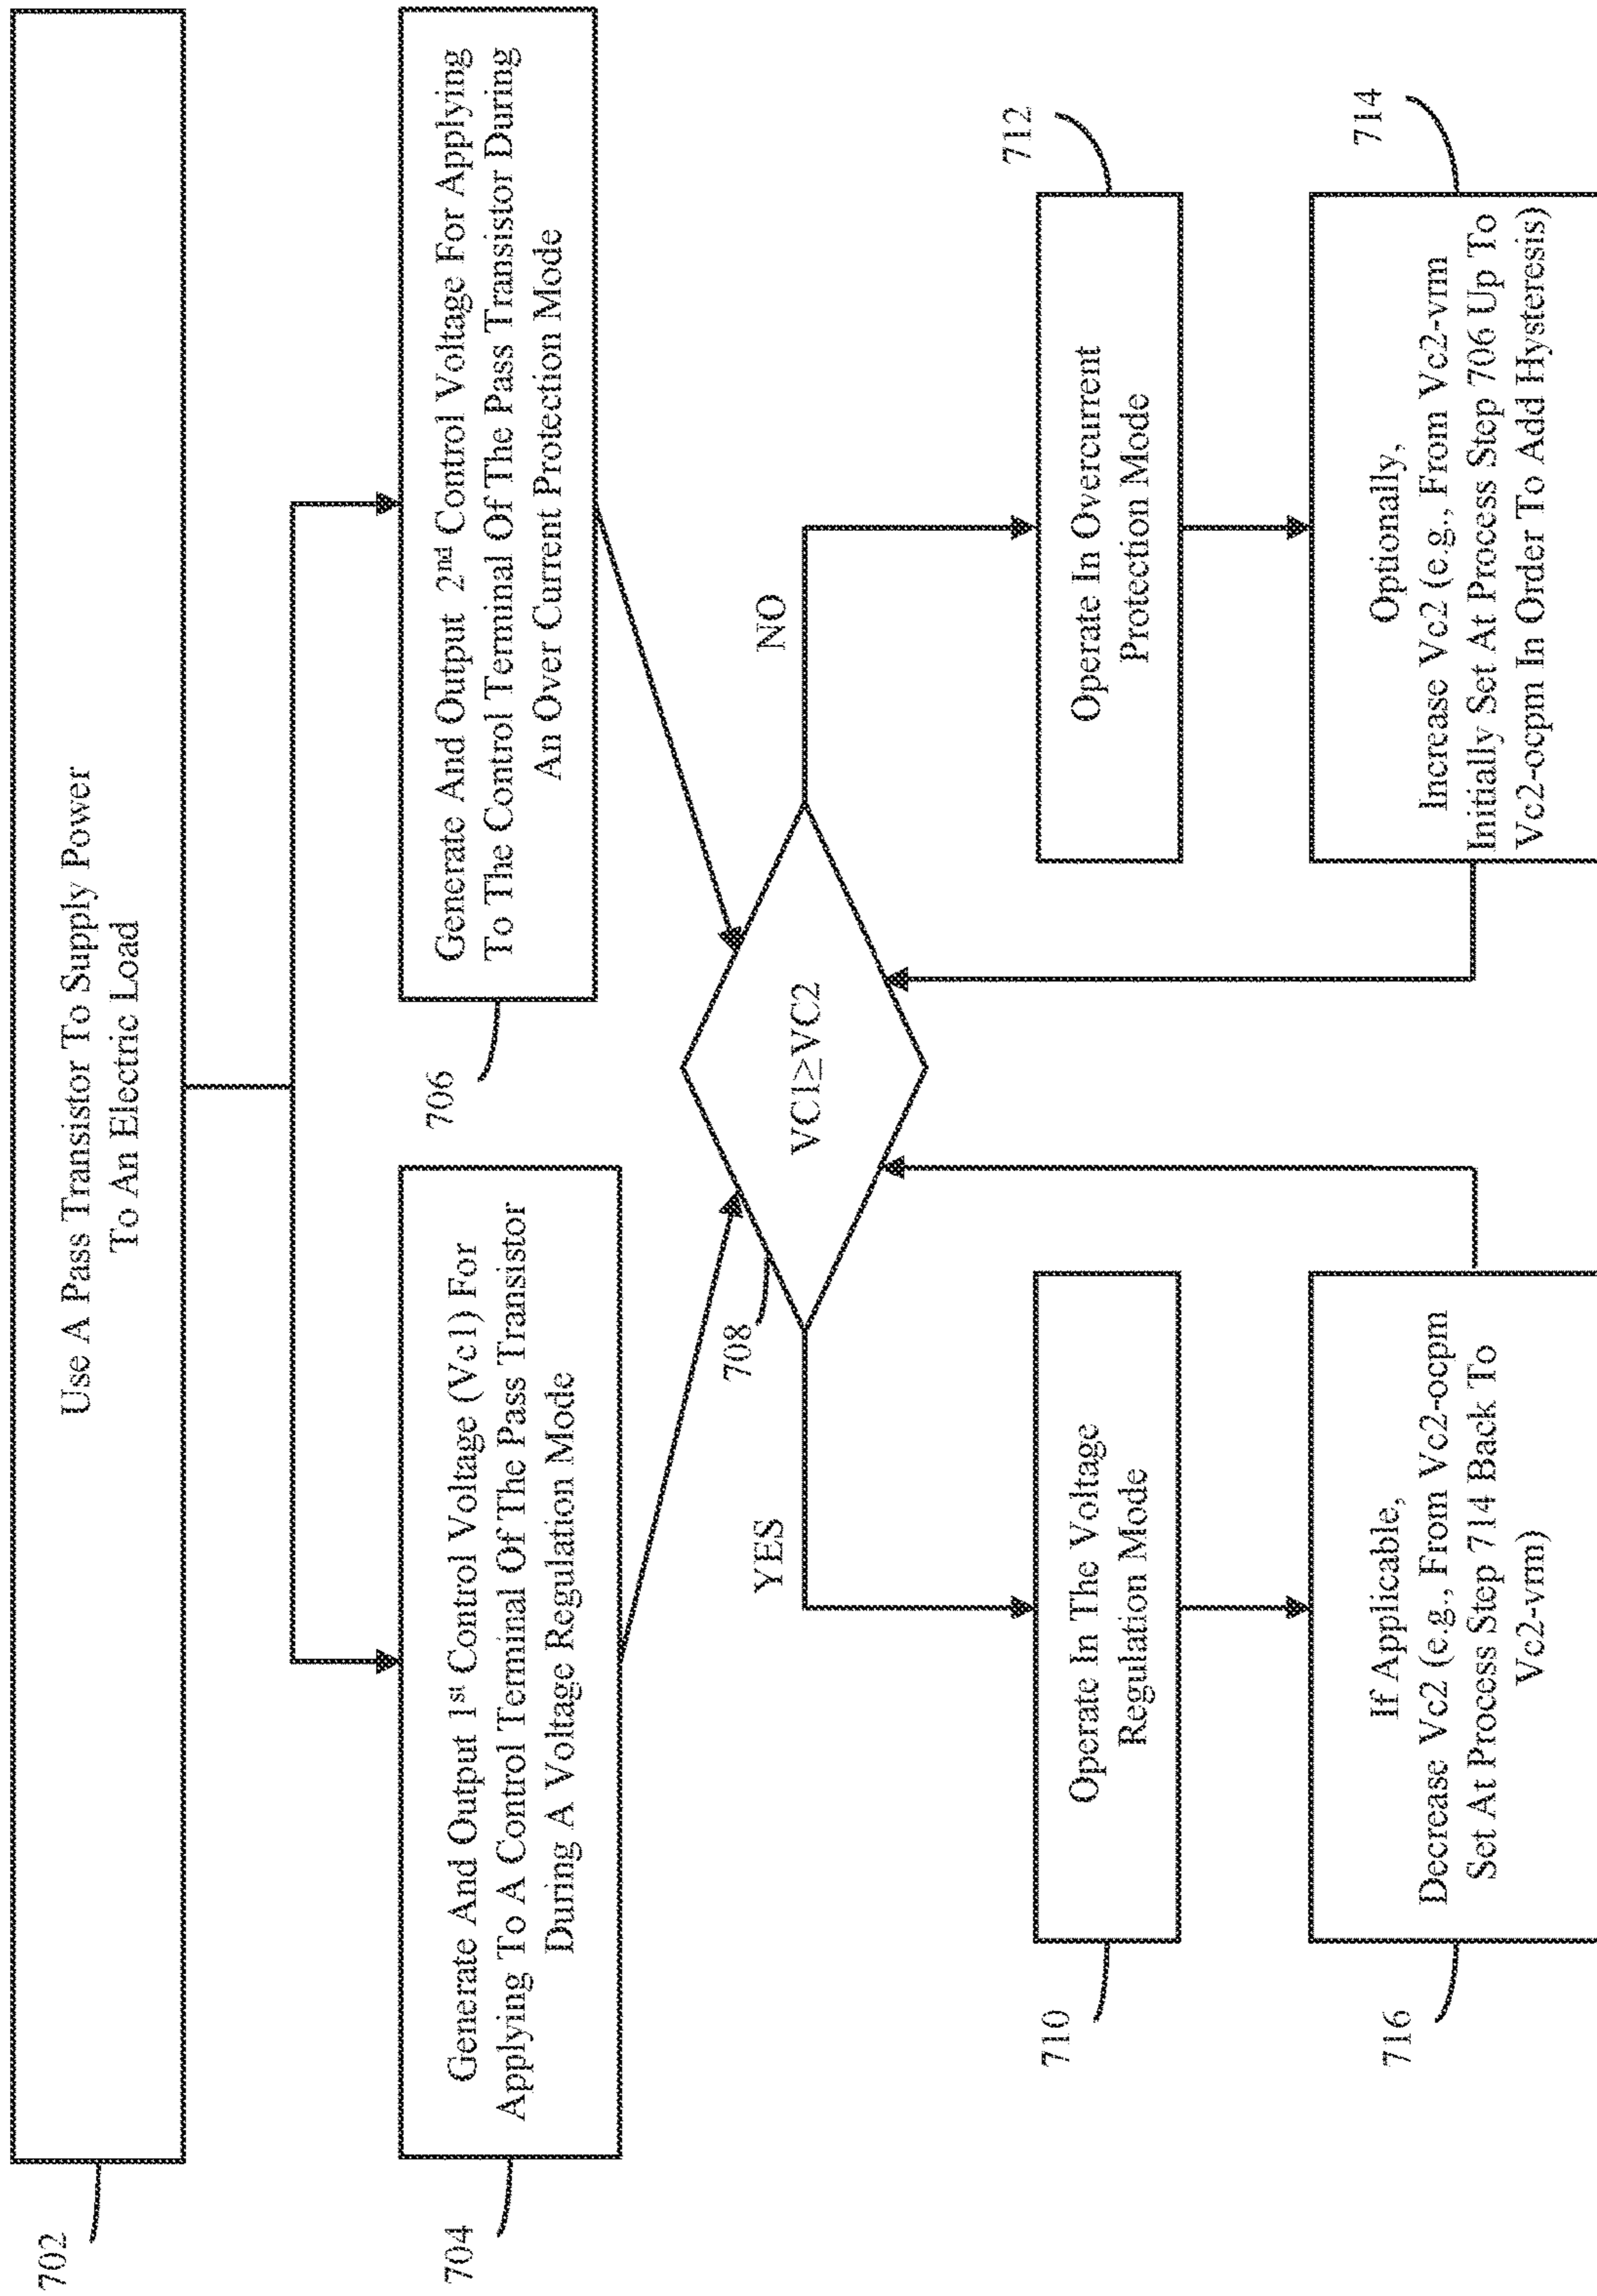 702
Use A Pass Transistor To Supply Power
To An Electric Load
704
Generate And Output 1st Control Voltage (Vc1) For
Applying To A Control Terminal Of The Pass Transistor
During A Voltage Regulation Mode
706
Generate And Output 2nd Control Voltage For Applying
To The Control Terminal Of The Pass Transistor During
An Over Current Protection Mode
708
VC1≥VC2
YES
NO
710
Operate In The Voltage
Regulation Mode
712
Operate In Overcurrent
Protection Mode
716
If Applicable,
Decrease Vc2 (e.g., From Vc2-ocpm
Set At Process Step 714 Back To
Vc2-vrm)
714
Optionally,
Increase Vc2 (e.g., From Vc2-vrm
Initially Set At Process Step 706 Up To
Vc2-ocpm In Order To Add Hysteresis)